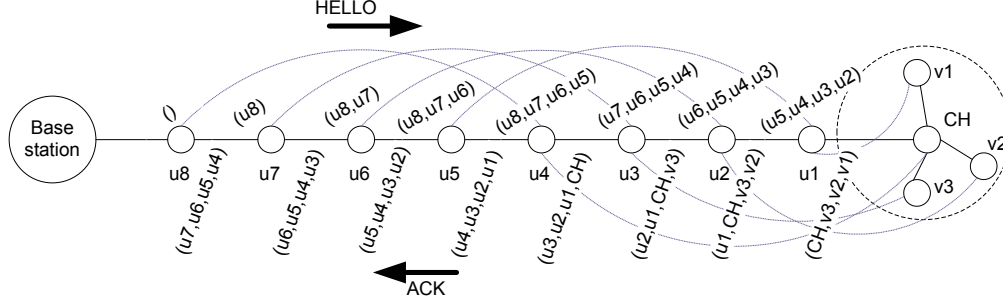 HELLO
()
(u8)
(u8,u7)
(u8,u7,u6)
(u8,u7,u6,u5)
(u7,u6,u5,u4)
(u6,u5,u4,u3)
(u5,u4,u3,u2)
v1
CH
v2
v3
Base
station
u8
u7
u6
u5
u4
u3
u2
u1
(u7,u6,u5,u4)
(u6,u5,u4,u3)
(u5,u4,u3,u2)
(u4,u3,u2,u1)
(u3,u2,u1,CH)
(u2,u1,CH,v3)
(u1,CH,v3,v2)
(CH,v3,v2,v1)
ACK